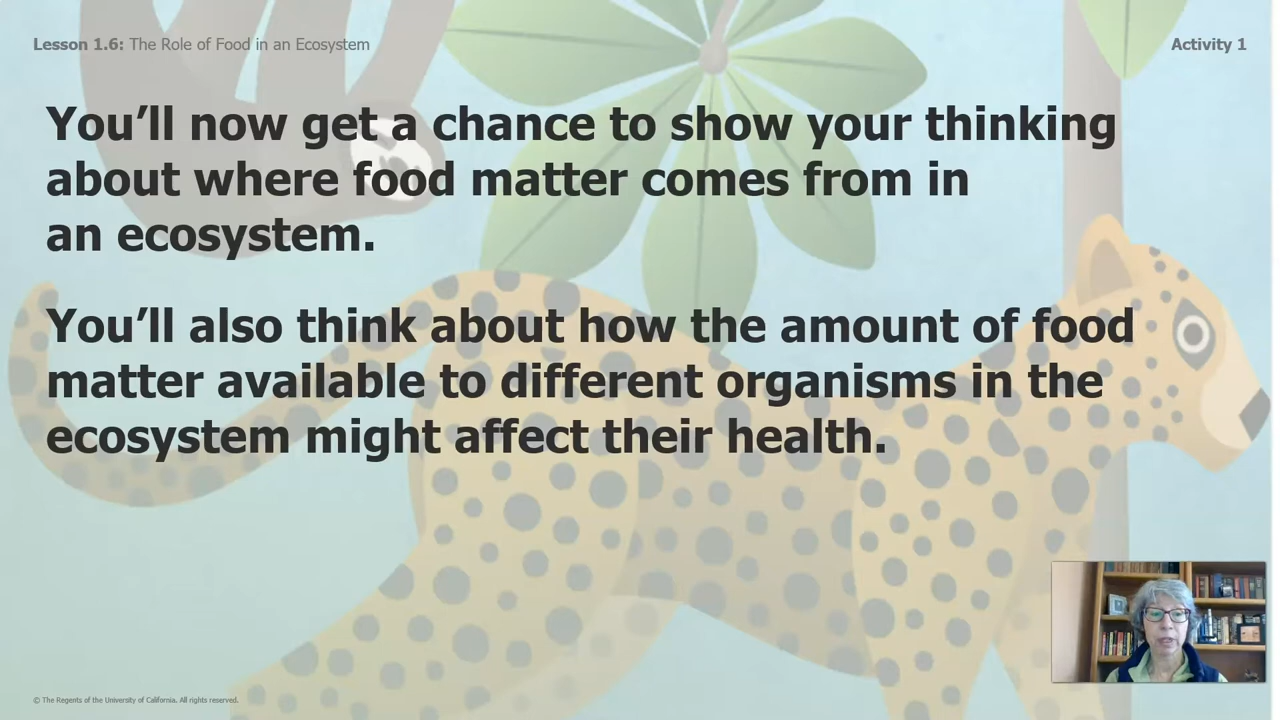 Lesson 1.6: The Role of Food in an Ecosystem
Activity 1
You’ll now get a chance to show your thinking
about where food matter comes from in
an ecosystem.
You’ll also think about how the amount of food
matter available to different organisms in the
ecosystem might affect their health.
© The Regents of the University of California. All rights reserved.